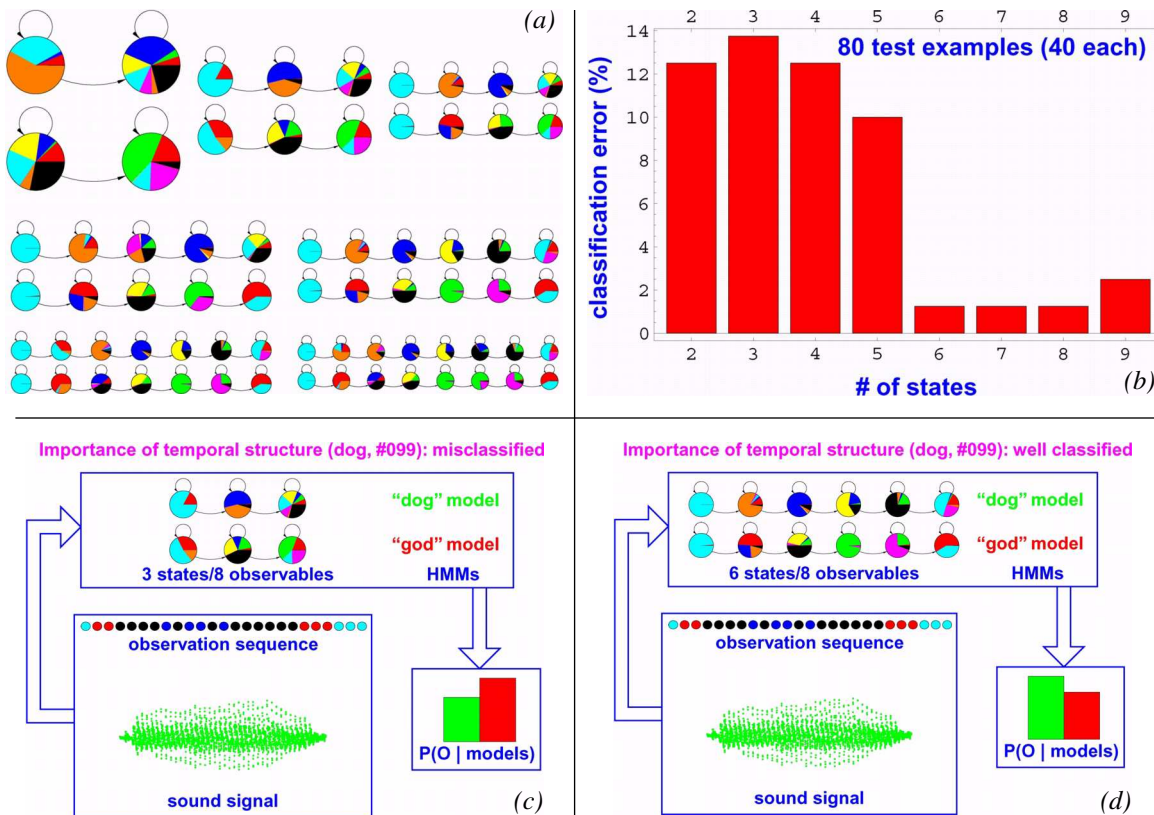 (a)
2 3 4 5 6 7 8 9
80 test examples (40 each)
14
12
10
8
6
4
2
0
classification error (%)
2 3 4 5 6 7 8 9
# of states
(b)
Importance of temporal structure (dog, #099): misclassified
“dog” model
“god” model
3 states/8 observables HMMs
observation sequence
P(O | models)
sound signal
(c)
Importance of temporal structure (dog, #099): well classified
“dog” model
“god” model
6 states/8 observables HMMs
observation sequence
P(O | models)
sound signal
(d)